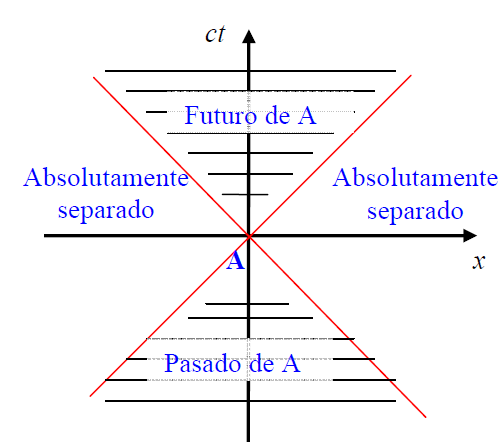 ct
Futuro de A
Absolutamente
separado
Absolutamente
separado
A
x
Pasado de A